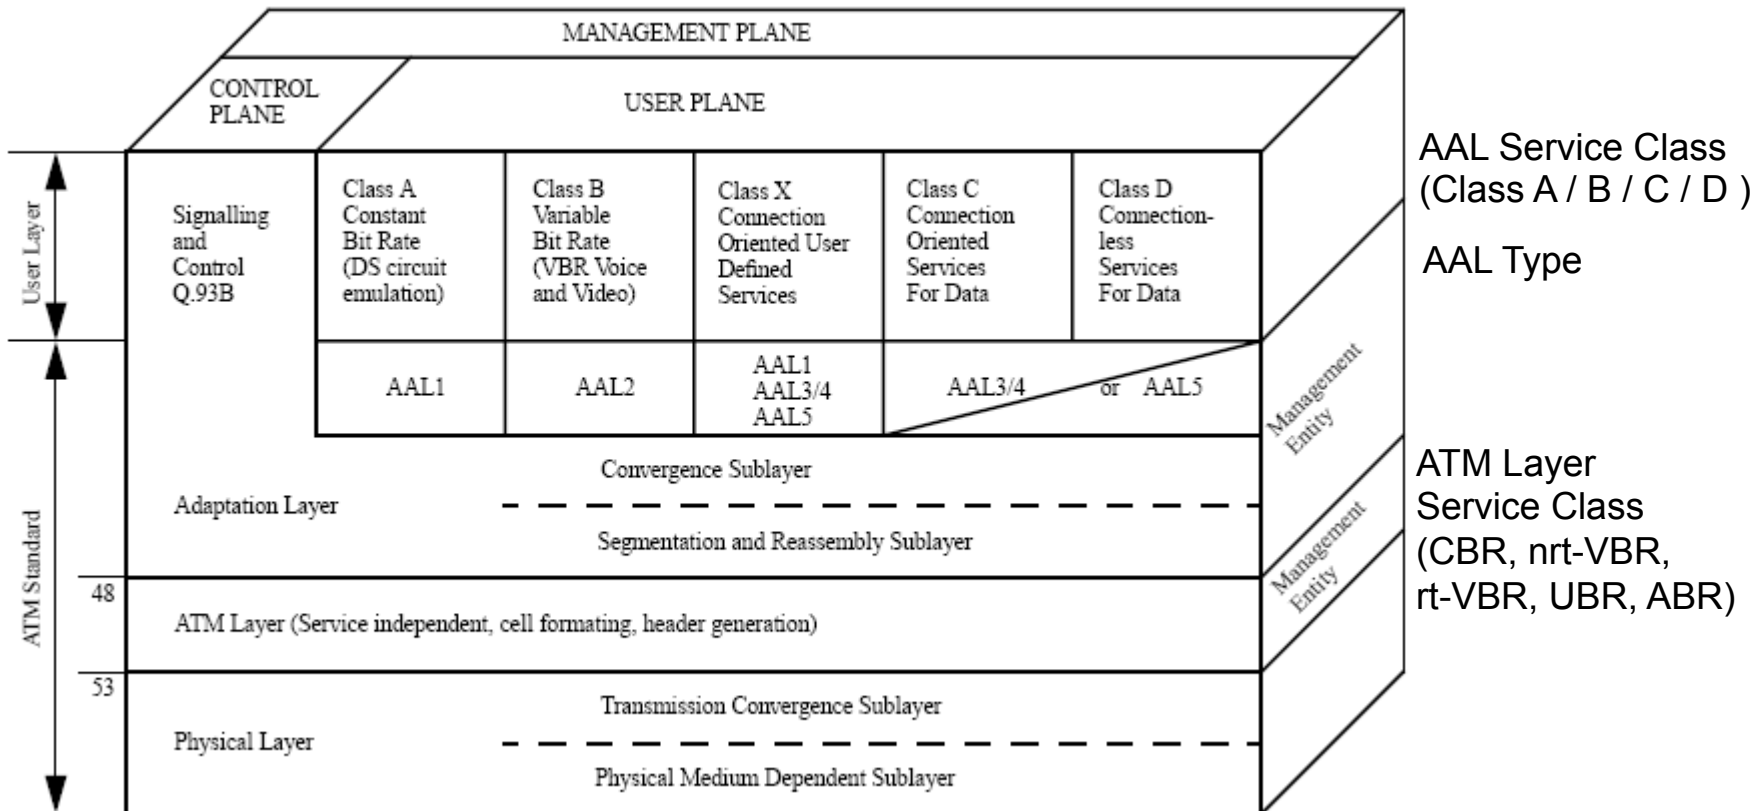 MANAGEMENT PLANE
CONTROL
PLANE
USER PLANE
User Layer
Signalling
and
Control
Q.93B
Class A
Constant
Bit Rate
(DS circuit
emulation)
Class B
Variable
Bit Rate
(VBR Voice
and Video)
Class X
Connection
Oriented User
Defined
Services
Class C
Connection
Oriented
Services
For Data
Class D
Connection-
less
Services
For Data
AAL Service Class
(Class A / B / C / D )
AAL Type
AAL1
AAL2
AAL1
AAL3/4
AAL5
AAL3/4
or AAL5
Management
Entity
ATM Standard
Convergence Sublayer
Adaptation Layer
Segmentation and Reassembly Sublayer
Management
Entity
ATM Layer
Service Class
(CBR, nrt-VBR,
rt-VBR, UBR, ABR)
48
ATM Layer (Service independent, cell formating, header generation)
53
Transmission Convergence Sublayer
Physical Layer
Physical Medium Dependent Sublayer